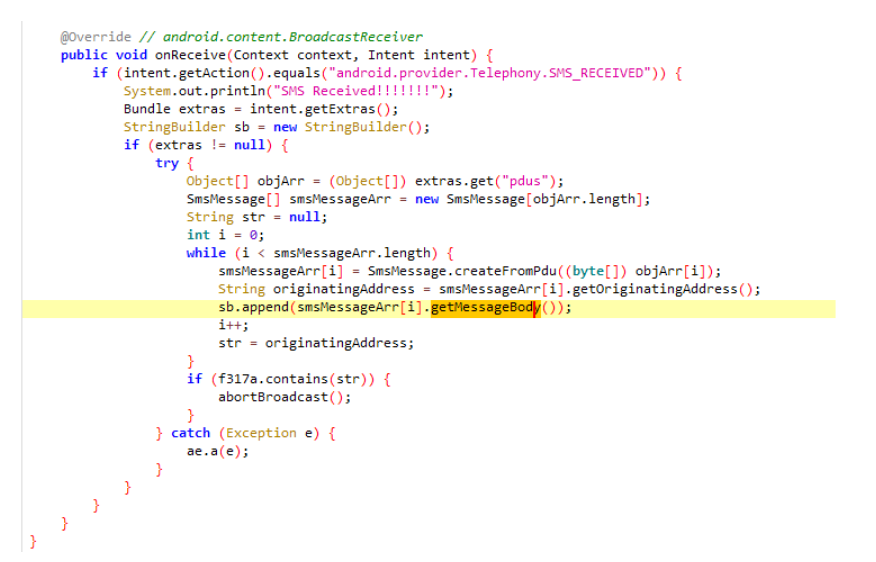 @Override // android.content.BroadcastReceiver
public void onReceive(Context context, Intent intent) {
if (intent.getAction().equals("android.provider.Telephony.SMS_RECEIVED")) {
System.out.println("SMS Received!!!!!!!");
Bundle extras = intent.getExtras();
StringBuilder sb = new StringBuilder();
if (extras != null) {
try {
Object[] objArr = (Object[]) extras.get("pdus");
SmsMessage[] smsMessageArr = new SmsMessage[objArr.length];
String str = null;
int i = 0;
while (i < smsMessageArr.length) {
smsMessageArr[i] = SmsMessage.createFromPdu((byte[]) objArr[i]);
String originatingAddress = smsMessageArr[i].getOriginatingAddress();
sb.append(smsMessageArr[i].getMessageBody());
i++;
str = originatingAddress;
}
if (f317a.contains(str)) {
abortBroadcast();
}
} catch (Exception e) {
ae.a(e);
}
}
}
}
}